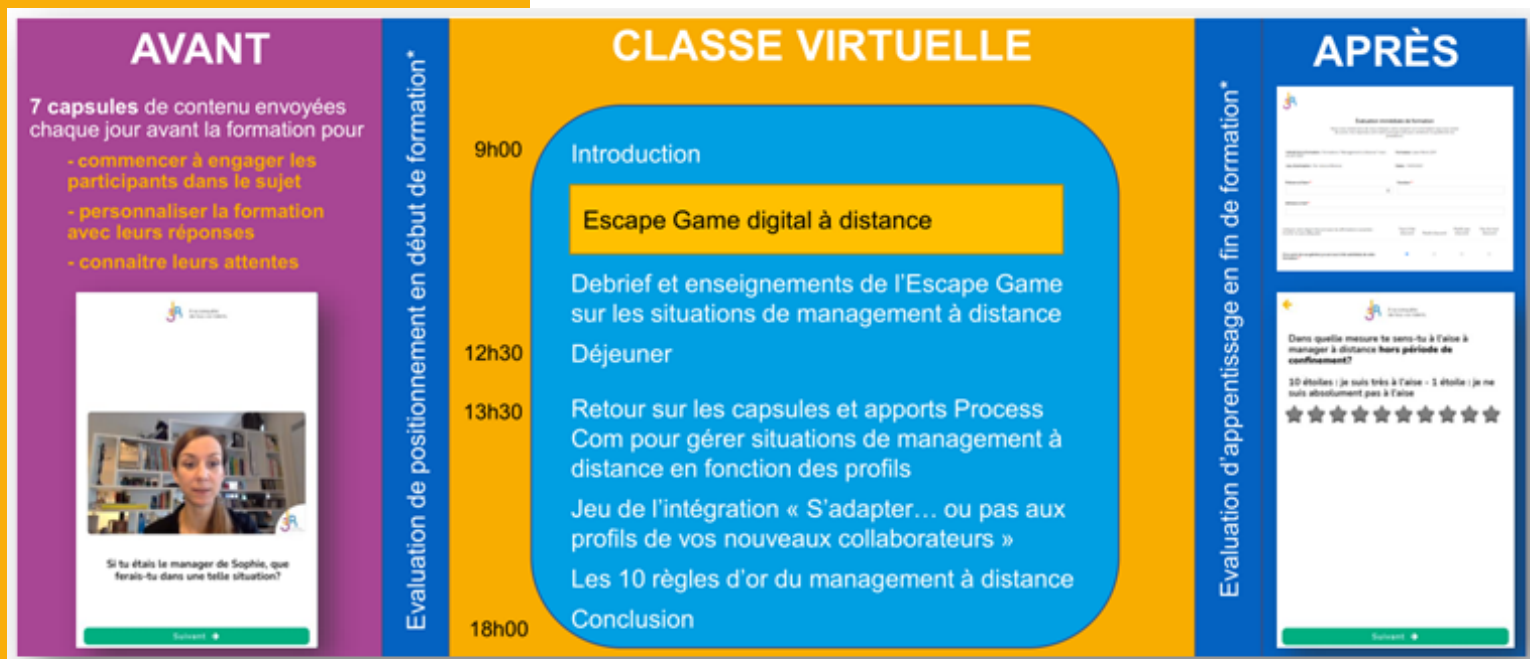 AVANT
7 capsules de contenu envoyées
chaque jour avant la formation pour
- commencer à engager les
participants dans le sujet
- personnaliser la formation
avec leurs réponses
- connaitre leurs attentes
Si tu étais le manager de Sophie, que
ferais-tu dans une telle situation?
Suivant
Evaluation de positionnement en début de formation*
CLASSE VIRTUELLE
9h00
Introduction
Escape Game digital à distance
Debrief et enseignements de l'Escape Game
sur les situations de management à distance
12h30
Déjeuner
13h30
Retour sur les capsules et apports Process
Com pour gérer situations de management à
distance en fonction des profils
Jeu de l'intégration « S'adapter… ou pas aux
profils de vos nouveaux collaborateurs »
Les 10 règles d'or du management à distance
18h00
Conclusion
Evaluation d'apprentissage en fin de formation*
APRÈS
Evaluation immédiate de formation
Dans quelle mesure te sens-tu à l'aise à
manager à distance hors période de
confinement?
10 étoiles : je suis très à l'aise - 1 étoile : je ne
suis absolument pas à l'aise
Suivant